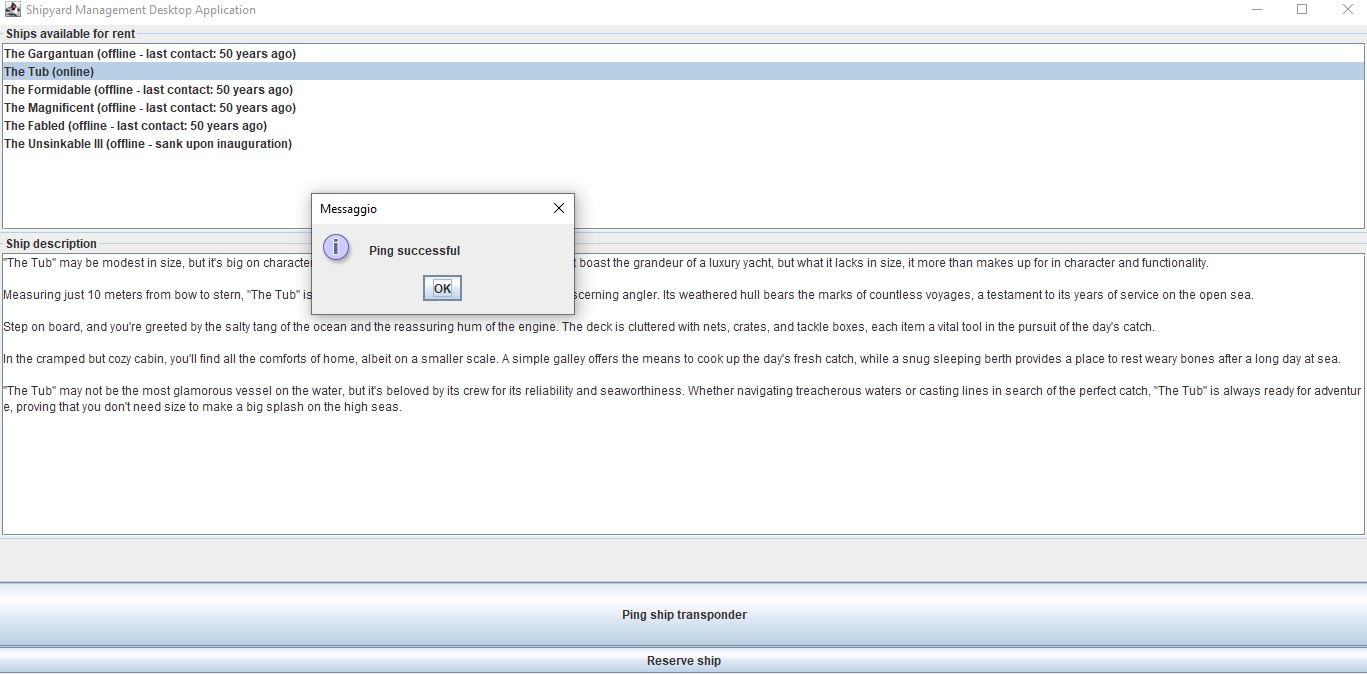 Shipyard Management Desktop Application
Ships available for rent
The Gargantuan (offline - last contact: 50 years ago)
The Tub (online)
The Formidable (offline - last contact: 50 years ago)
The Magnificent (offline - last contact: 50 years ago)
The Fabled (offline - last contact: 50 years ago)
The Unsinkable III (offline - sank upon inauguration)
Messaggio
Ping successful
OK
Ship description
"The Tub" may be modest in size, but it's big on character boast the grandeur of a luxury yacht, but what it lacks in size, it more than makes up for in character and functionality.
Measuring just 10 meters from bow to stern, "The Tub" is angler. Its weathered hull bears the marks of countless voyages, a testament to its years of service on the open sea.
Step on board, and you're greeted by the salty tang of the ocean and the reassuring hum of the engine. The deck is cluttered with nets, crates, and tackle boxes, each item a vital tool in the pursuit of the day's catch.
In the cramped but cozy cabin, you'll find all the comforts of home, albeit on a smaller scale. A simple galley offers the means to cook up the day's fresh catch, while a snug sleeping berth provides a place to rest weary bones after a long day at sea.
"The Tub" may not be the most glamorous vessel on the water, but it's beloved by its crew for its reliability and seaworthiness. Whether navigating treacherous waters or casting lines in search of the perfect catch, "The Tub" is always ready for adventur
e, proving that you don't need size to make a big splash on the high seas.
Ping ship transponder
Reserve ship